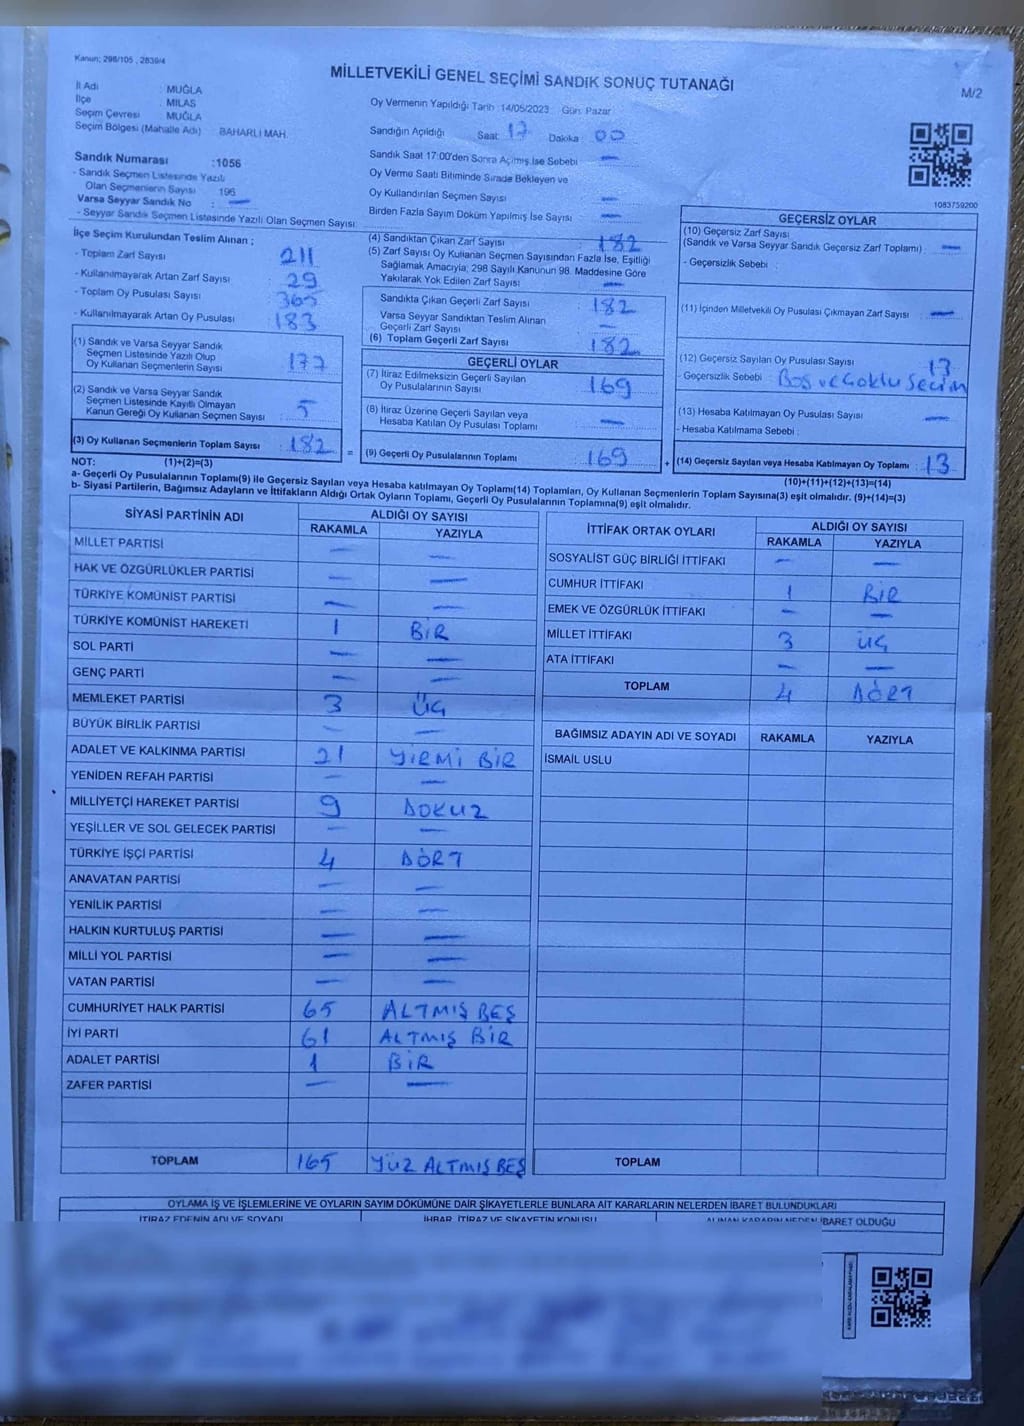 Kanun; 298/105 , 2839/4
MİLLETVEKİLİ GENEL SEÇİMİ SANDIK SONUÇ TUTANAĞI
M/2
İl Adı : MUĞLA
İlçe : MİLAS
Seçim Çevresi : MUĞLA
Seçim Bölgesi (Mahalle Adı) : BAHARLI MAH.
Oy Vermenin Yapıldığı Tarih :14/05/2023 Gün: Pazar
Sandığın Açıldığı Saat: 17 Dakika 00
Sandık Saat 17:00'den Sonra Açılmış İse Sebebi —
Oy Verme Saati Bitiminde Sırada Bekleyen ve
Oy Kullandırılan Seçmen Sayısı —
Birden Fazla Sayım Döküm Yapılmış İse Sayısı —
Sandık Numarası :1056
- Sandık Seçmen Listesinde Yazılı
Olan Seçmenlerin Sayısı 196
Varsa Seyyar Sandık No : —
- Seyyar Sandık Seçmen Listesinde Yazılı Olan Seçmen Sayısı :
1083759200
İlçe Seçim Kurulundan Teslim Alınan ;
- Toplam Zarf Sayısı : 211
- Kullanılmayarak Artan Zarf Sayısı : 29
- Toplam Oy Pusulası Sayısı : 365
- Kullanılmayarak Artan Oy Pusulası : 183
(1) Sandık ve Varsa Seyyar Sandık
Seçmen Listesinde Yazılı Olup
Oy Kullanan Seçmenlerin Sayısı : 177
(2) Sandık ve Varsa Seyyar Sandık
Seçmen Listesinde Kayıtlı Olmayan
Kanun Gereği Oy Kullanan Seçmen Sayısı : 5
(3) Oy Kullanan Seçmenlerin Toplam Sayısı : 182
(1)+(2)=(3)
(4) Sandıktan Çıkan Zarf Sayısı : 182
(5) Zarf Sayısı Oy Kullanan Seçmen Sayısından Fazla İse, Eşitliği
Sağlamak Amacıyla; 298 Sayılı Kanunun 98. Maddesine Göre
Yakılarak Yok Edilen Zarf Sayısı : —
Sandıkta Çıkan Geçerli Zarf Sayısı : 182
Varsa Seyyar Sandıktan Teslim Alınan
Geçerli Zarf Sayısı : —
(6) Toplam Geçerli Zarf Sayısı : 182
GEÇERLİ OYLAR
(7) İtiraz Edilmeksizin Geçerli Sayılan
Oy Pusulalarının Sayısı : 169
(8) İtiraz Üzerine Geçerli Sayılan veya
Hesaba Katılan Oy Pusulası Toplamı : —
= (9) Geçerli Oy Pusulalarının Toplamı : 169
GEÇERSİZ OYLAR
(10) Geçersiz Zarf Sayısı
(Sandık ve Varsa Seyyar Sandık Geçersiz Zarf Toplamı) : —
- Geçersizlik Sebebi :
(11) İçinden Milletvekili Oy Pusulası Çıkmayan Zarf Sayısı : —
(12) Geçersiz Sayılan Oy Pusulası Sayısı : 13
- Geçersizlik Sebebi : Boş ve Çoklu Seçim
(13) Hesaba Katılmayan Oy Pusulası Sayısı : —
- Hesaba Katılmama Sebebi :
+ (14) Geçersiz Sayılan veya Hesaba Katılmayan Oy Toplamı : 13
(10)+(11)+(12)+(13)=(14)
NOT:
a- Geçerli Oy Pusulalarının Toplamı(9) ile Geçersiz Sayılan veya Hesaba Katılmayan Oy Toplamı(14) Toplamları, Oy Kullanan Seçmenlerin Toplam Sayısına(3) eşit olmalıdır. (9)+(14)=(3)
b- Siyasi Partilerin, Bağımsız Adayların ve İttifakların Aldığı Ortak Oyların Toplamı, Geçerli Oy Pusulalarının Toplamına(9) eşit olmalıdır.
SİYASİ PARTİNİN ADI ALDIĞI OY SAYISI
RAKAMLA YAZIYLA
MİLLET PARTİSİ — —
HAK VE ÖZGÜRLÜKLER PARTİSİ — —
TÜRKİYE KOMÜNİST PARTİSİ — —
TÜRKİYE KOMÜNİST HAREKETİ 1 BİR
SOL PARTİ — —
GENÇ PARTİ — —
MEMLEKET PARTİSİ 3 ÜÇ
BÜYÜK BİRLİK PARTİSİ — —
ADALET VE KALKINMA PARTİSİ 21 YİRMİ BİR
YENİDEN REFAH PARTİSİ — —
MİLLİYETÇİ HAREKET PARTİSİ 9 DOKUZ
YEŞİLLER VE SOL GELECEK PARTİSİ — —
TÜRKİYE İŞÇİ PARTİSİ 4 DÖRT
ANAVATAN PARTİSİ — —
YENİLİK PARTİSİ — —
HALKIN KURTULUŞ PARTİSİ — —
MİLLİ YOL PARTİSİ — —
VATAN PARTİSİ — —
CUMHURİYET HALK PARTİSİ 65 ALTMIŞ BEŞ
İYİ PARTİ 61 ALTMIŞ BİR
ADALET PARTİSİ 1 BİR
ZAFER PARTİSİ — —
TOPLAM 165 YÜZ ALTMIŞ BEŞ
İTTİFAK ORTAK OYLARI ALDIĞI OY SAYISI
RAKAMLA YAZIYLA
SOSYALİST GÜÇ BİRLİĞİ İTTİFAKI — —
CUMHUR İTTİFAKI 1 BİR
EMEK VE ÖZGÜRLÜK İTTİFAKI — —
MİLLET İTTİFAKI 3 ÜÇ
ATA İTTİFAKI — —
TOPLAM 4 DÖRT
BAĞIMSIZ ADAYIN ADI VE SOYADI RAKAMLA YAZIYLA
İSMAİL USLU
TOPLAM
OYLAMA İŞ VE İŞLEMLERİNE VE OYLARIN SAYIM DÖKÜMÜNE DAİR ŞİKAYETLERLE BUNLARA AİT KARARLARIN NELERDEN İBARET BULUNDUKLARI
İTİRAZ EDENİN ADI VE SOYADI İHBAR, İTİRAZ VE ŞİKAYETİN KONUSU ALINAN KARARIN NEDEN İBARET OLDUĞU